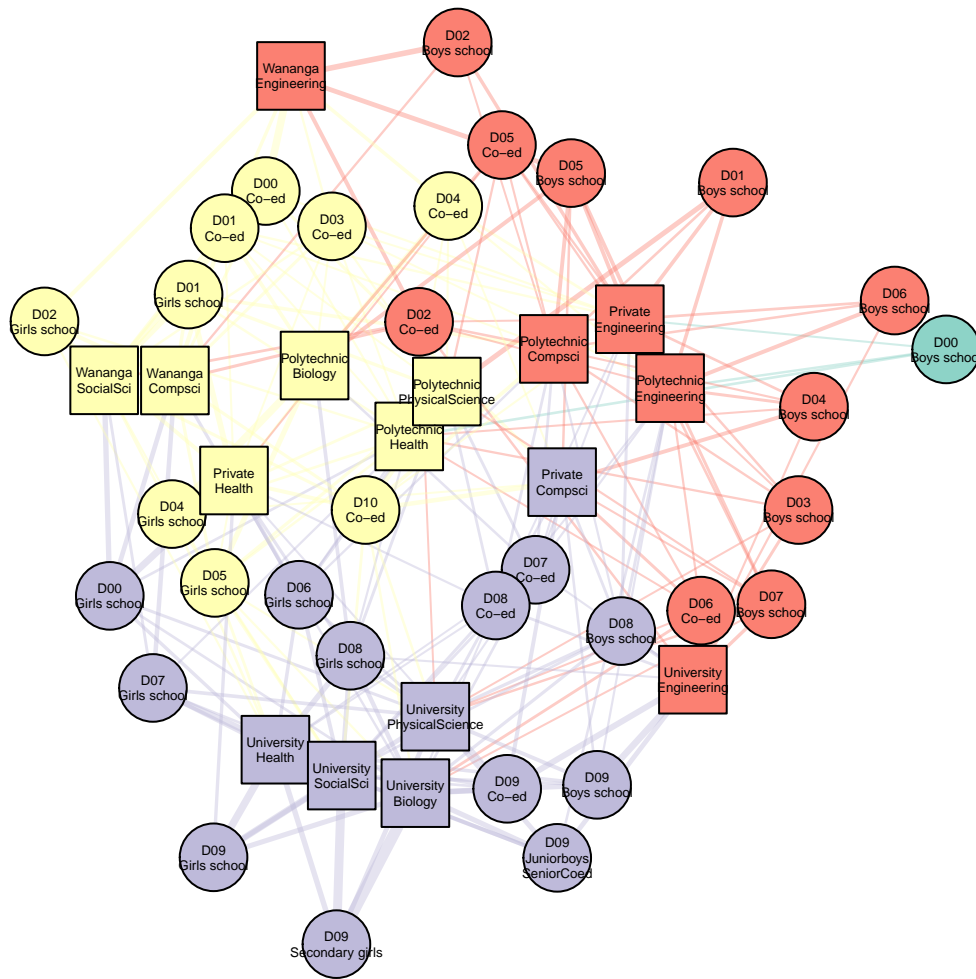 D02
Boys school
Wananga
Engineering
D05
Co−ed
D05
Boys school
D01
Boys school
D00
Co−ed
D04
Co−ed
D01
Co−ed
D03
Co−ed
D01
Girls school
D02
Girls school
D02
Co−ed
D06
Boys school
Private
Engineering
D00
Boys school
Polytechnic
Compsci
Polytechnic
Biology
Wananga
SocialSci
Wananga
Compsci
Polytechnic
PhysicalScience
Polytechnic
Engineering
D04
Boys school
Polytechnic
Health
Private
Health
Private
Compsci
D04
Girls school
D10
Co−ed
D03
Boys school
D05
Girls school
D00
Girls school
D06
Girls school
D07
Co−ed
D08
Co−ed
D08
Boys school
D06
Co−ed
D07
Boys school
D08
Girls school
D07
Girls school
University
Engineering
University
PhysicalScience
University
Health
University
SocialSci
University
Biology
D09
Co−ed
D09
Boys school
D09
Girls school
D09
Juniorboys
SeniorCoed
D09
Secondary girls